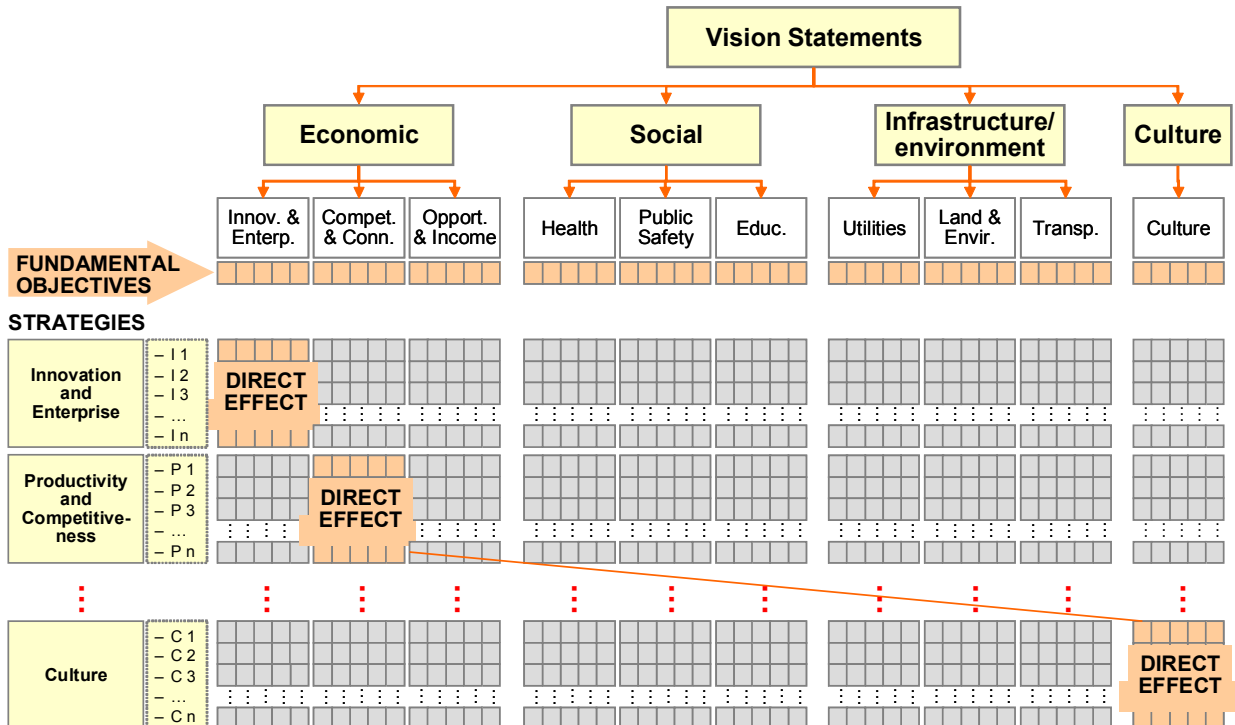 Vision Statements
Economic
Social
Infrastructure/
environment
Culture
Innov. &
Enterp.
Compet.
& Conn.
Opport.
& Income
Health
Public
Safety
Educ.
Utilities
Land &
Envir.
Transp.
Culture
FUNDAMENTAL
OBJECTIVES
STRATEGIES
Innovation
and
Enterprise
– I 1
– I 2
– I 3
– ...
– I n
DIRECT
EFFECT
Productivity
and
Competitive-
ness
– P 1
– P 2
– P 3
– ...
– P n
DIRECT
EFFECT
Culture
– C 1
– C 2
– C 3
– ...
– C n
DIRECT
EFFECT